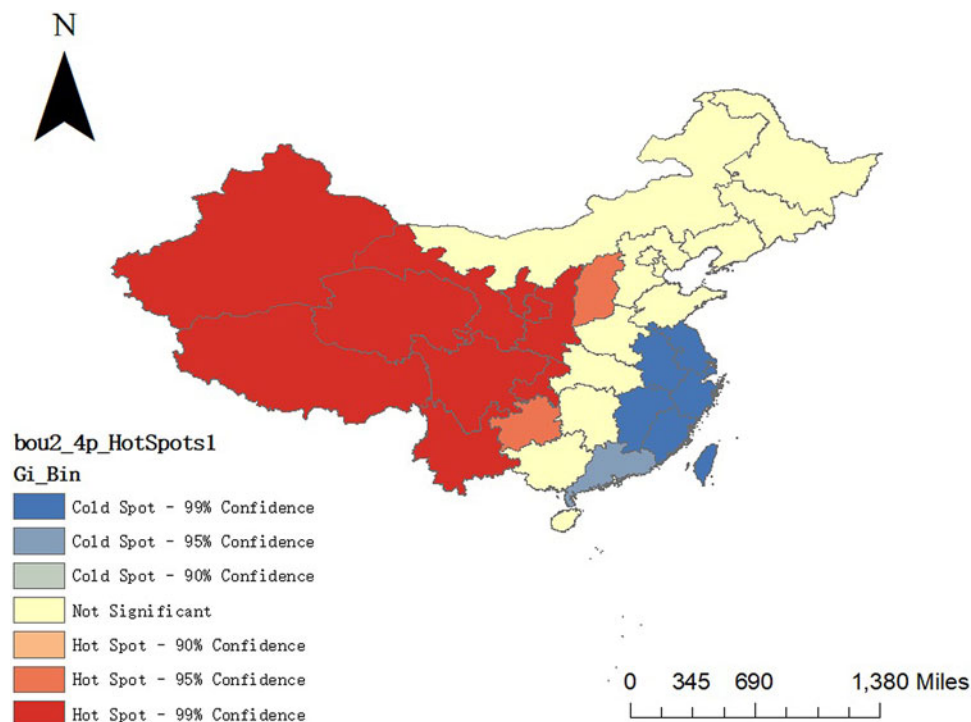 N
bou2_4p_HotSpots1
Gi_Bin
Cold Spot - 99% Confidence
Cold Spot - 95% Confidence
Cold Spot - 90% Confidence
Not Significant
Hot Spot - 90% Confidence
Hot Spot - 95% Confidence
Hot Spot - 99% Confidence
0 345 690 1,380 Miles